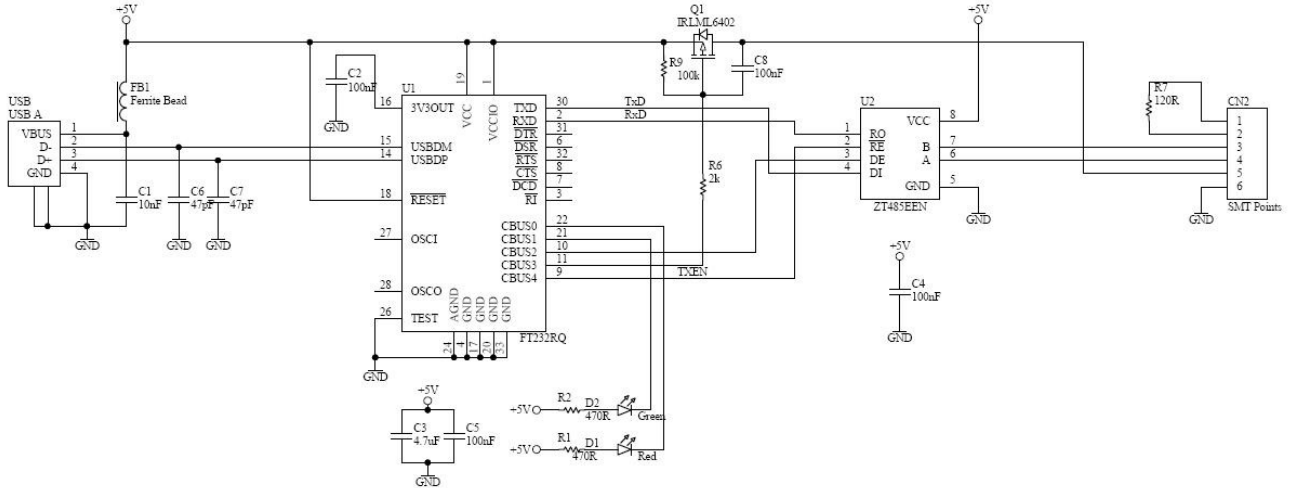 +5V
Q1
IRLML6402
+5V
R9
100k
C8
100nF
C2
100nF
GND
19
1
FB1
Ferrite Bead
USB
USB A
VBUS
D-
D+
GND
1
2
3
4
C1
10nF
C6
47pF
C7
47pF
GND
GND
GND
U1
16
15
14
18
27
28
26
3V3OUT
USBDM
USBDP
RESET
OSCI
OSCO
TEST
VCC
VCCIO
TXD
RXD
DTR
DSR
RTS
CTS
DCD
RI
CBUS0
CBUS1
CBUS2
CBUS3
CBUS4
30
2
31
6
32
8
7
3
22
21
10
11
9
AGND
GND
GND
GND
GND
24
4
17
20
33
FT232RQ
GND
TxD
RxD
R6
2k
TXEN
U2
1
2
3
4
RO
RE
DE
DI
VCC
B
A
GND
8
7
6
5
ZT485EEN
GND
R7
120R
CN2
1
2
3
4
5
6
GND
SMT Points
+5V
C4
100nF
GND
+5V
C3
4.7uF
C5
100nF
GND
+5V
R2
470R
D2
Green
+5V
R1
470R
D1
Red